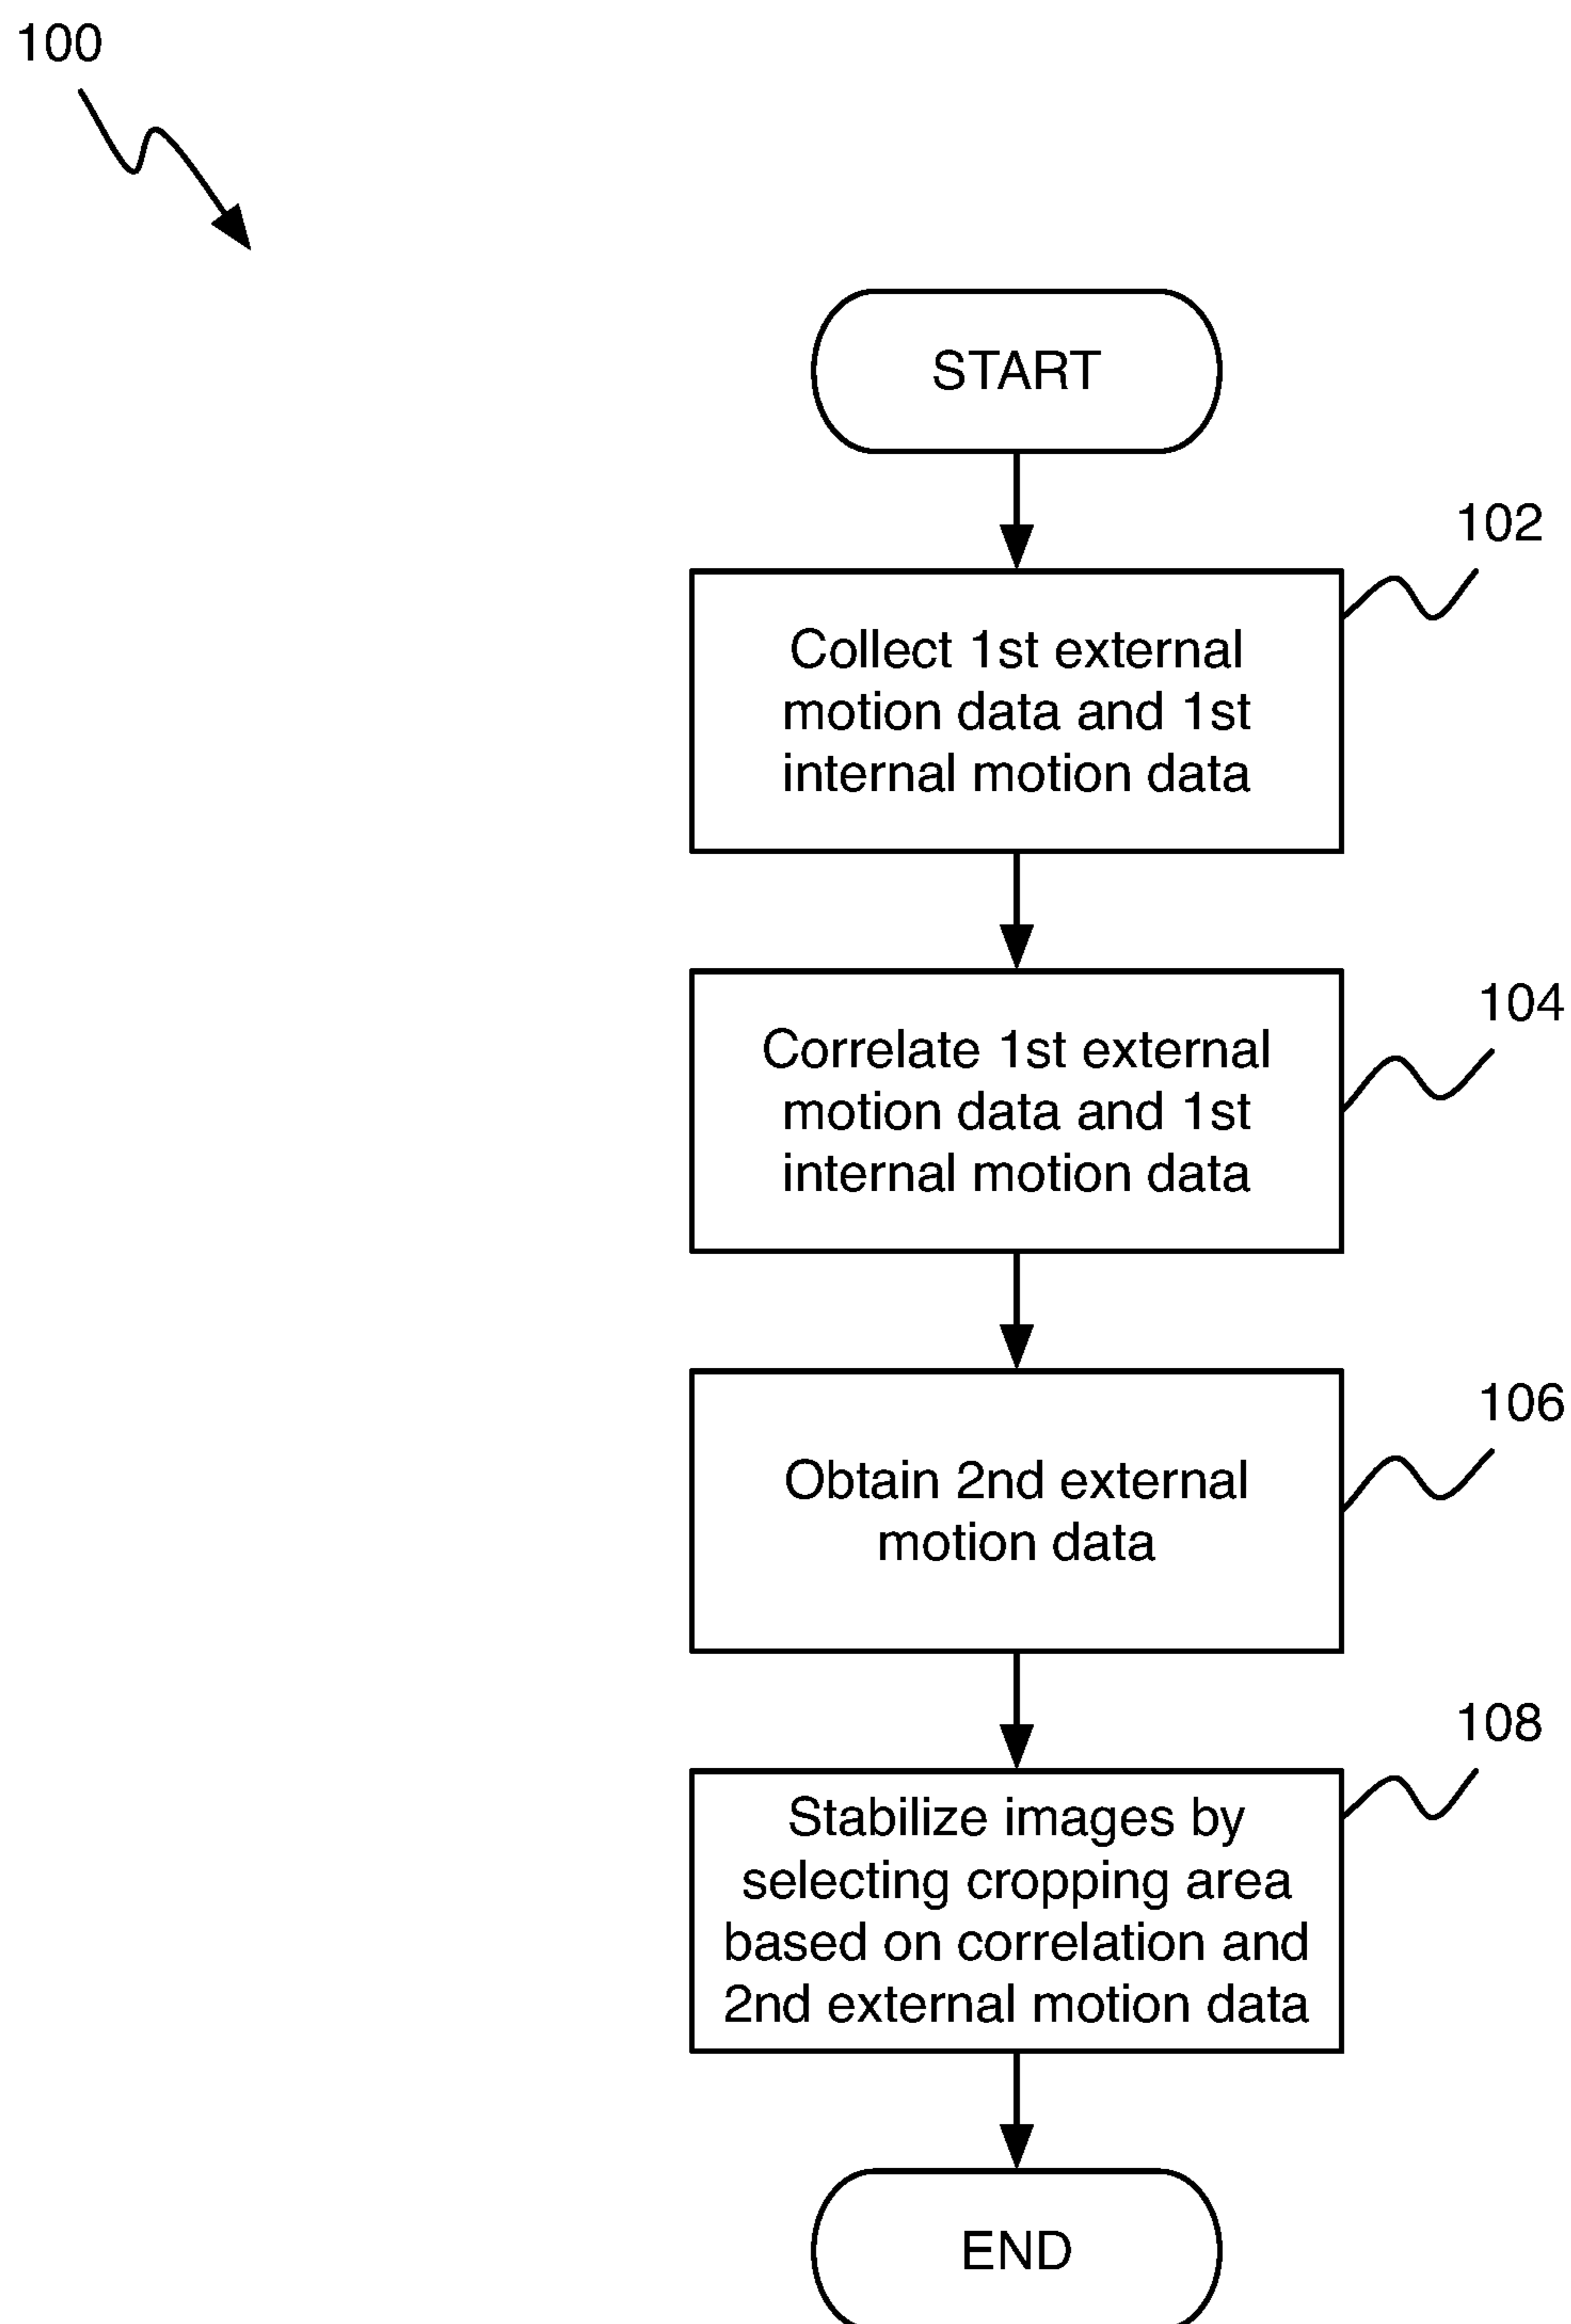 100
START
102
Collect 1st external
motion data and 1st
internal motion data
104
Correlate 1st external
motion data and 1st
internal motion data
106
Obtain 2nd external
motion data
108
Stabilize images by
selecting cropping area
based on correlation and
2nd external motion data
END